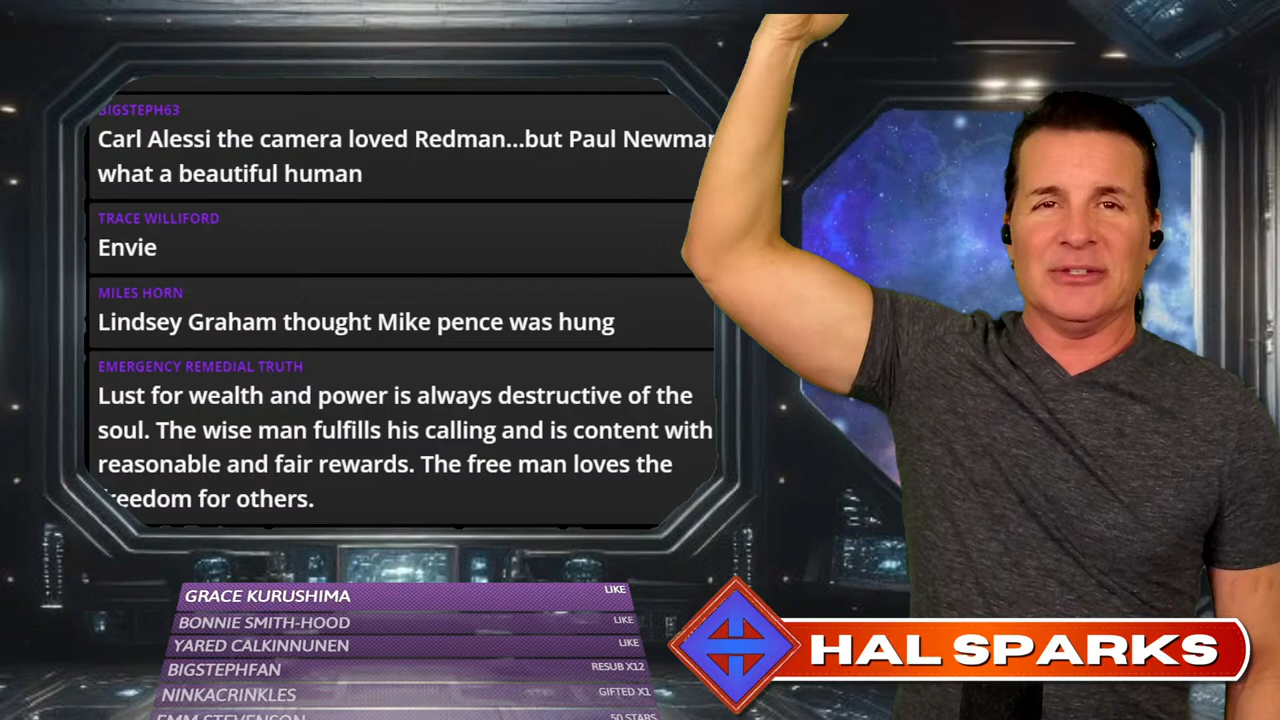 BIGSTEPH63
Carl Alessi the camera loved Redman...but Paul Newman
what a beautiful human
TRACE WILLIFORD
Envie
MILES HORN
Lindsey Graham thought Mike pence was hung
EMERGENCY REMEDIAL TRUTH
Lust for wealth and power is always destructive of the
soul. The wise man fulfills his calling and is content with
reasonable and fair rewards. The free man loves the
freedom for others.
GRACE KURUSHIMA LIKE
BONNIE SMITH-HOOD LIKE
YARED CALKINNUNEN LIKE
BIGSTEPHFAN RESUB X12
NINKACRINKLES GIFTED X1
EMM STEVENSON 50 STARS
HAL SPARKS